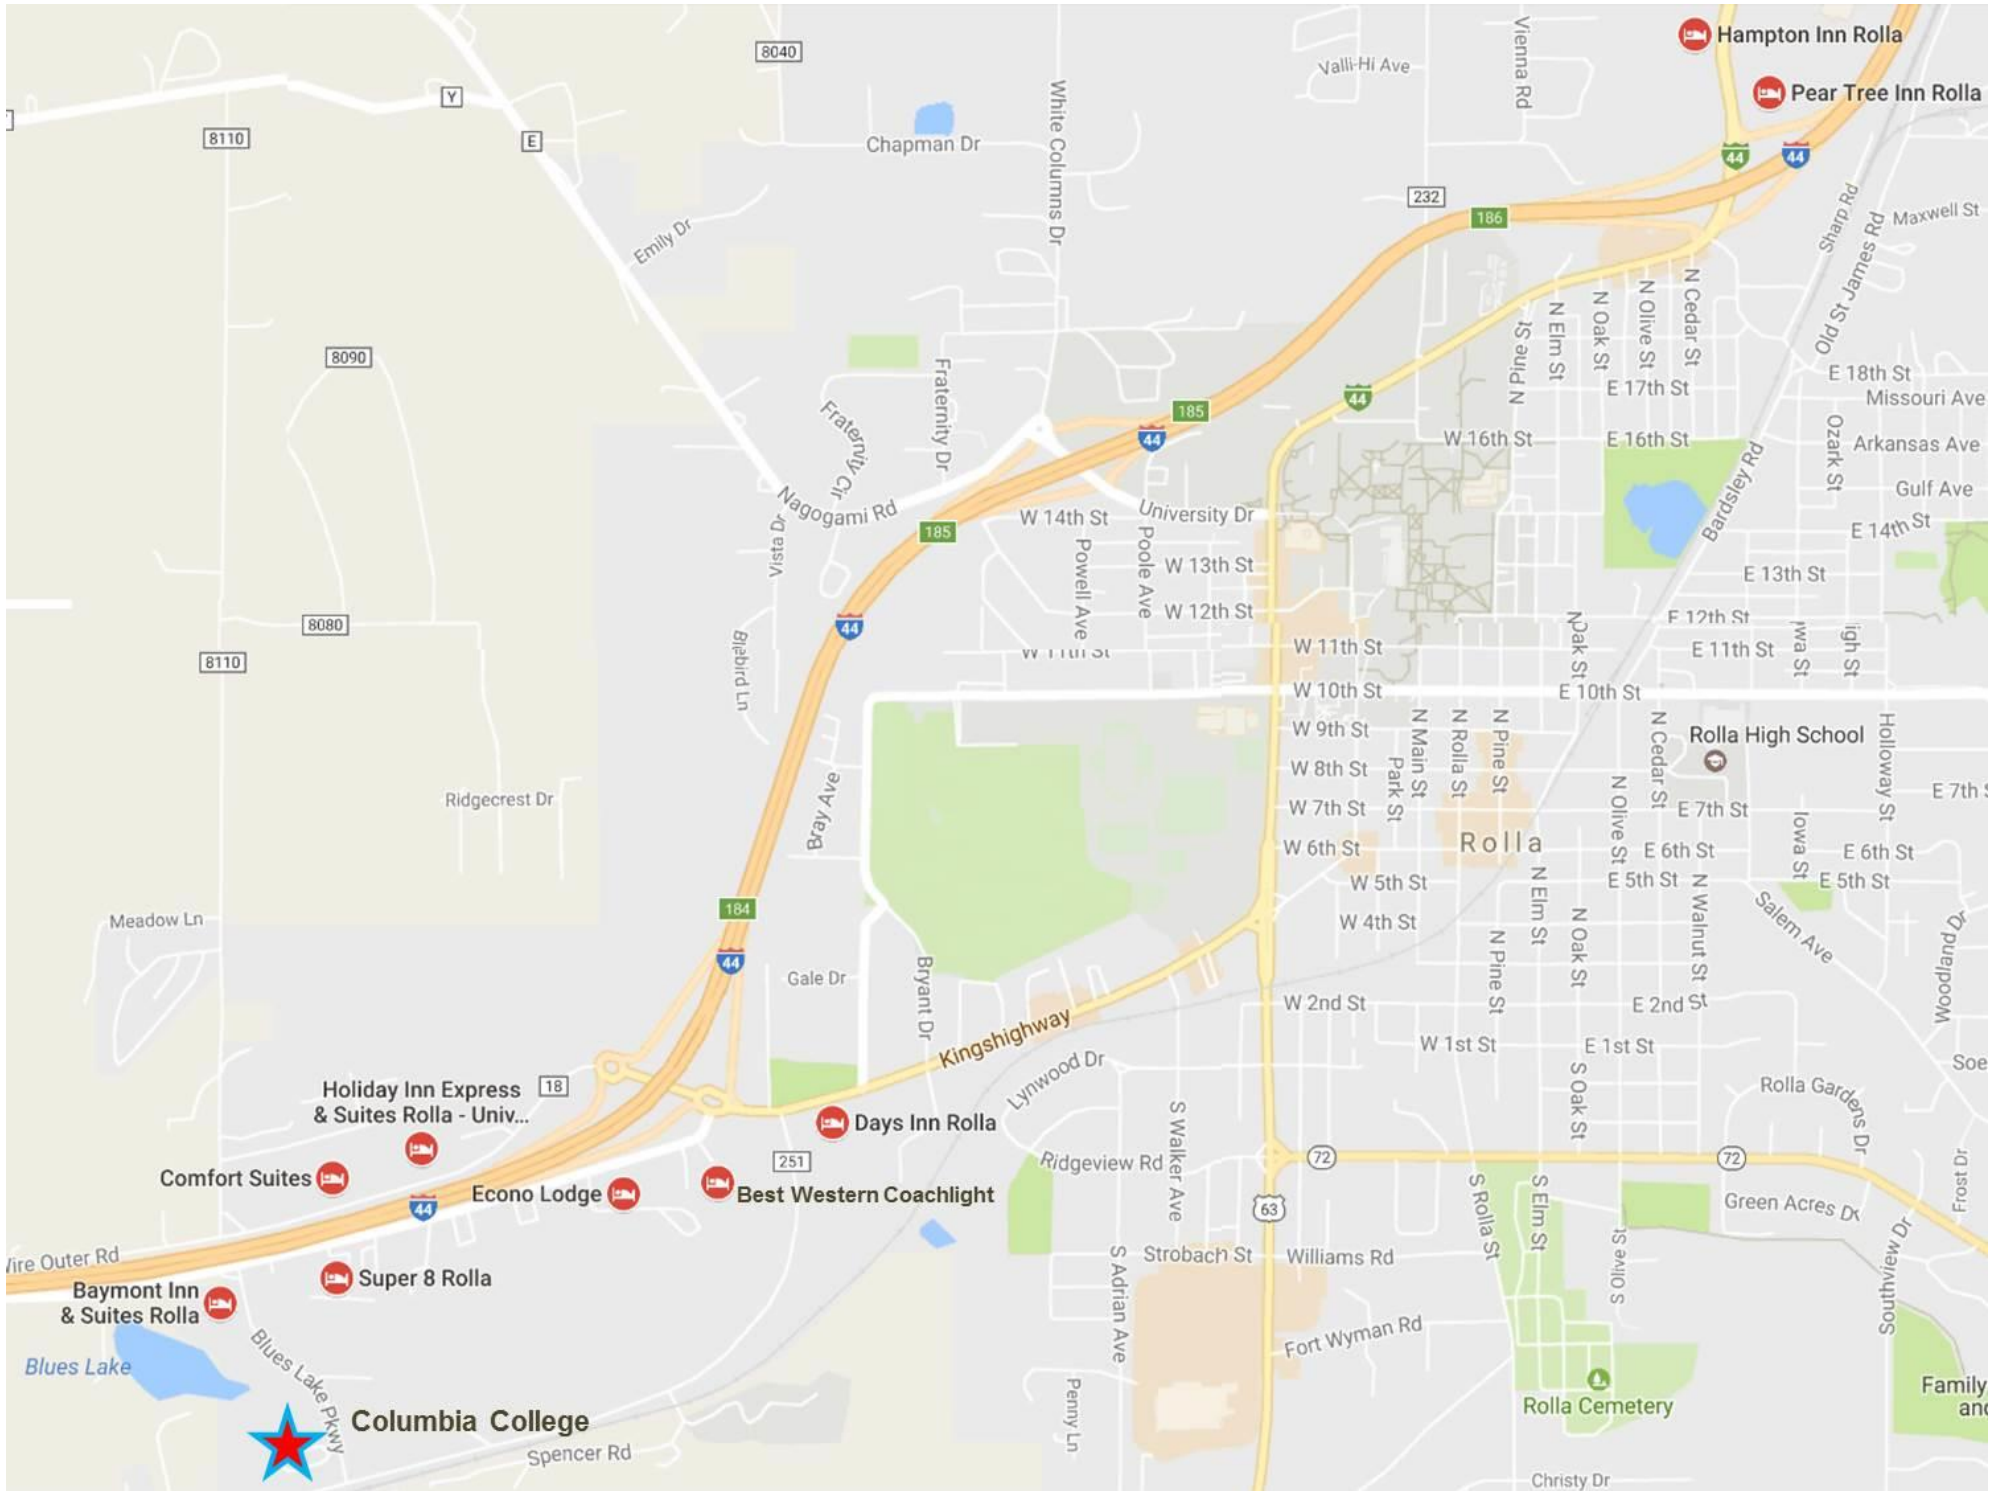 Hampton Inn Rolla
8040
Valli-Hi Ave
Vienna Rd
Pear Tree Inn Rolla
Y
8110
E
White Columns Dr
Chapman Dr
44
44
232
186
Sharp Rd
Maxwell St
Emily Dr
Old St James Rd
N Pine St
N Elm St
N Oak St
N Olive St
N Cedar St
8090
Fraternity Dr
Fraternity Cir
E 17th St
E 18th St
Missouri Ave
44
185
44
W 16th St
E 16th St
Ozark St
Arkansas Ave
Nagogami Rd
Gulf Ave
Bardsley Rd
W 14th St
University Dr
E 14th St
185
Vista Dr
Powell Ave
Poole Ave
W 13th St
E 13th St
W 12th St
E 12th St
8080
44
8110
W 11th St
W 11th St
Oak St
E 11th St
W 10th St
E 10th St
W 9th St
N Main St
N Rolla St
N Pine St
N Cedar St
Rolla High School
Holloway St
W 8th St
Park St
Ridgecrest Dr
Bray Ave
W 7th St
N Olive St
E 7th St
E 7th
Rolla
W 6th St
E 6th St
Iowa St
E 6th St
W 5th St
E 5th St
E 5th St
184
Meadow Ln
W 4th St
N Elm St
N Oak St
N Walnut St
Salem Ave
Woodland Dr
44
Gale Dr
Bryant Dr
N Pine St
W 2nd St
E 2nd St
Kingshighway
W 1st St
E 1st St
Lynwood Dr
S Oak St
Rolla Gardens Dr
Soe
Holiday Inn Express
& Suites Rolla - Univ...
18
Days Inn Rolla
S Walker Ave
Comfort Suites
251
Ridgeview Rd
72
72
Frost Dr
Econo Lodge
Best Western Coachlight
44
63
S Rolla St
S Elm St
Green Acres Dr
Southview Dr
Wire Outer Rd
Strobach St
Williams Rd
S Olive St
Baymont Inn
& Suites Rolla
Super 8 Rolla
S Adrian Ave
Fort Wyman Rd
Blues Lake
Blues Lake Pkwy
Penny Ln
Rolla Cemetery
Family
Columbia College
Spencer Rd
Christy Dr